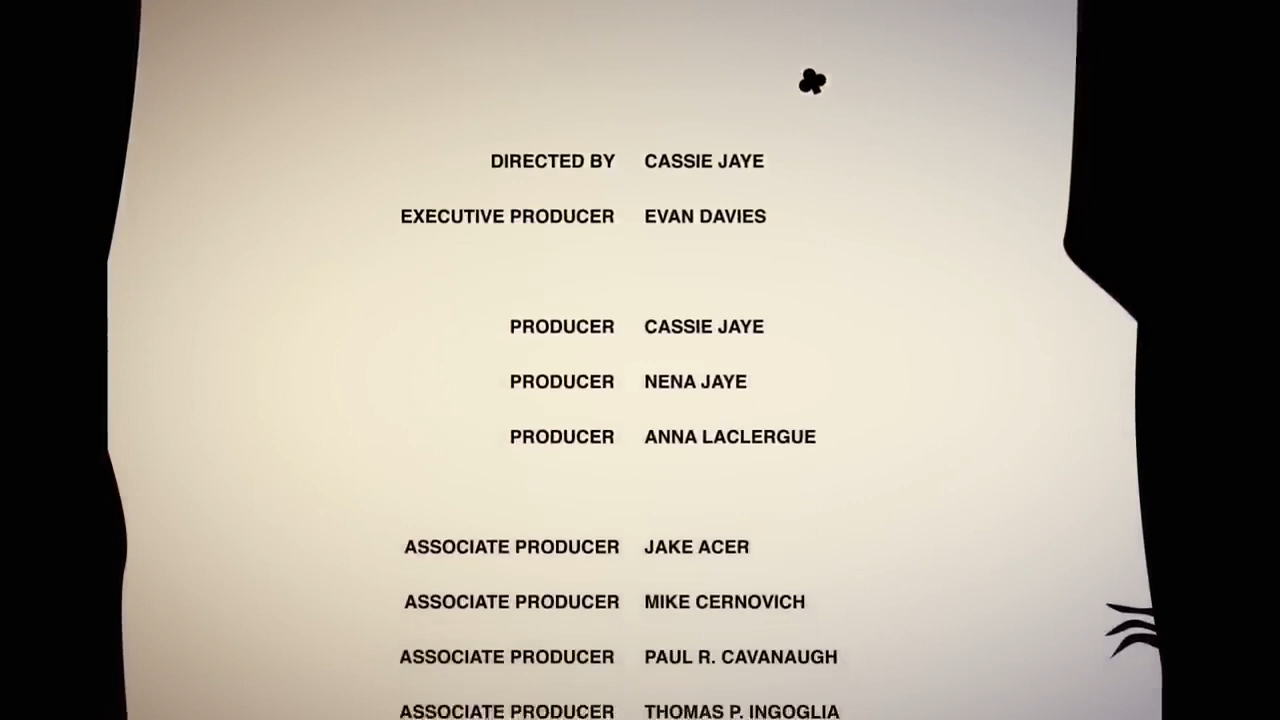 DIRECTED BY CASSIE JAYE
EXECUTIVE PRODUCER EVAN DAVIES
PRODUCER CASSIE JAYE
PRODUCER NENA JAYE
PRODUCER ANNA LACLERGUE
ASSOCIATE PRODUCER JAKE ACER
ASSOCIATE PRODUCER MIKE CERNOVICH
ASSOCIATE PRODUCER PAUL R. CAVANAUGH
ASSOCIATE PRODUCER THOMAS P. INGOGLIA